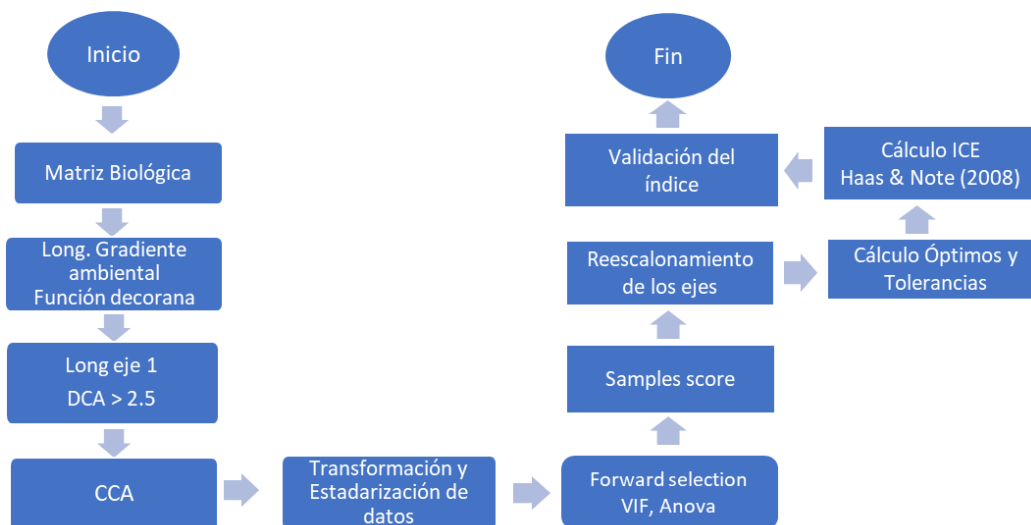 Inicio
Matriz Biológica
Long. Gradiente
ambiental
Función decorana
Long eje 1
DCA > 2.5
CCA
Transformación y
Estadarización de
datos
Forward selection
VIF, Anova
Samples score
Reescalonamiento
de los ejes
Cálculo Óptimos y
Tolerancias
Cálculo ICE
Haas & Note (2008)
Validación del
índice
Fin